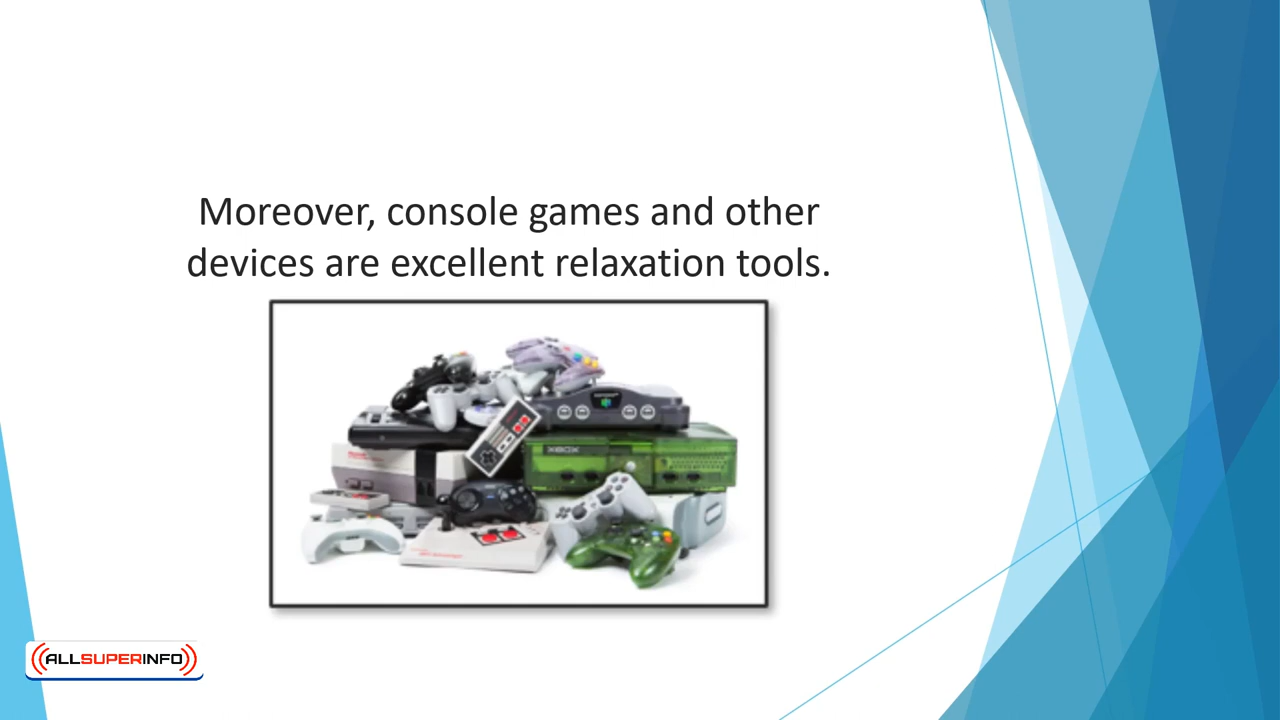 Moreover, console games and other
devices are excellent relaxation tools.
XBOX
ALLSUPERINFO